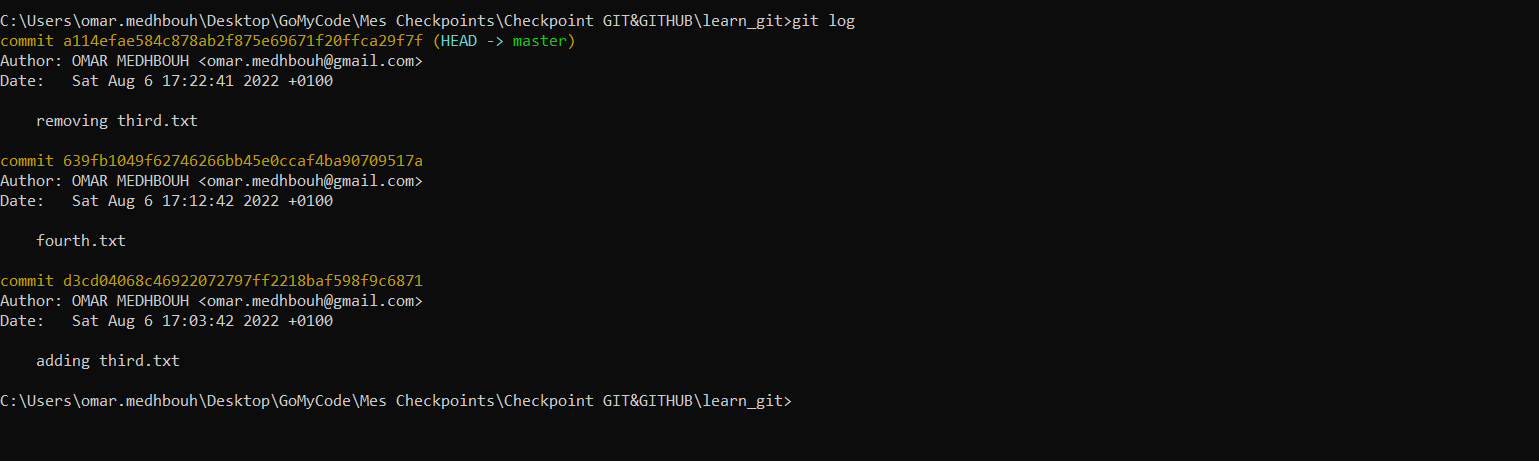 C:\Users\omar.medhbouh\Desktop\GoMyCode\Mes Checkpoints\Checkpoint GIT&GITHUB\learn_git>git log
commit a114efae584c878ab2f875e69671f20ffca29f7f (HEAD -> master)
Author: OMAR MEDHBOUH <omar.medhbouh@gmail.com>
Date:   Sat Aug 6 17:22:41 2022 +0100
    removing third.txt
commit 639fb1049f62746266bb45e0ccaf4ba90709517a
Author: OMAR MEDHBOUH <omar.medhbouh@gmail.com>
Date:   Sat Aug 6 17:12:42 2022 +0100
    fourth.txt
commit d3cd04068c46922072797ff2218baf598f9c6871
Author: OMAR MEDHBOUH <omar.medhbouh@gmail.com>
Date:   Sat Aug 6 17:03:42 2022 +0100
    adding third.txt
C:\Users\omar.medhbouh\Desktop\GoMyCode\Mes Checkpoints\Checkpoint GIT&GITHUB\learn_git>